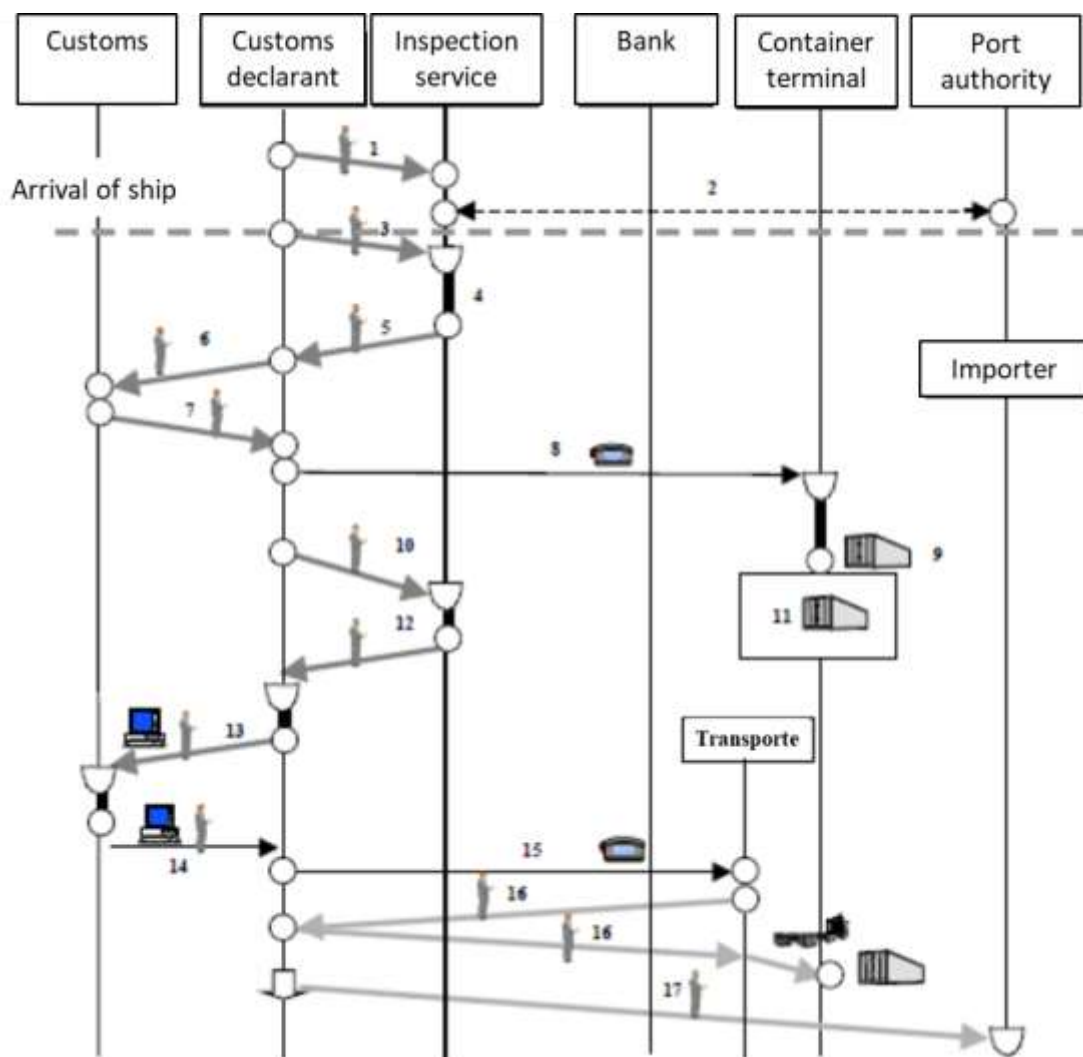 Customs
Customs
declarant
Inspection
service
Bank
Container
terminal
Port
authority
1
Arrival of ship
2
3
4
5
6
Importer
7
8
10
9
11
12
13
Transporte
14
15
16
16
17